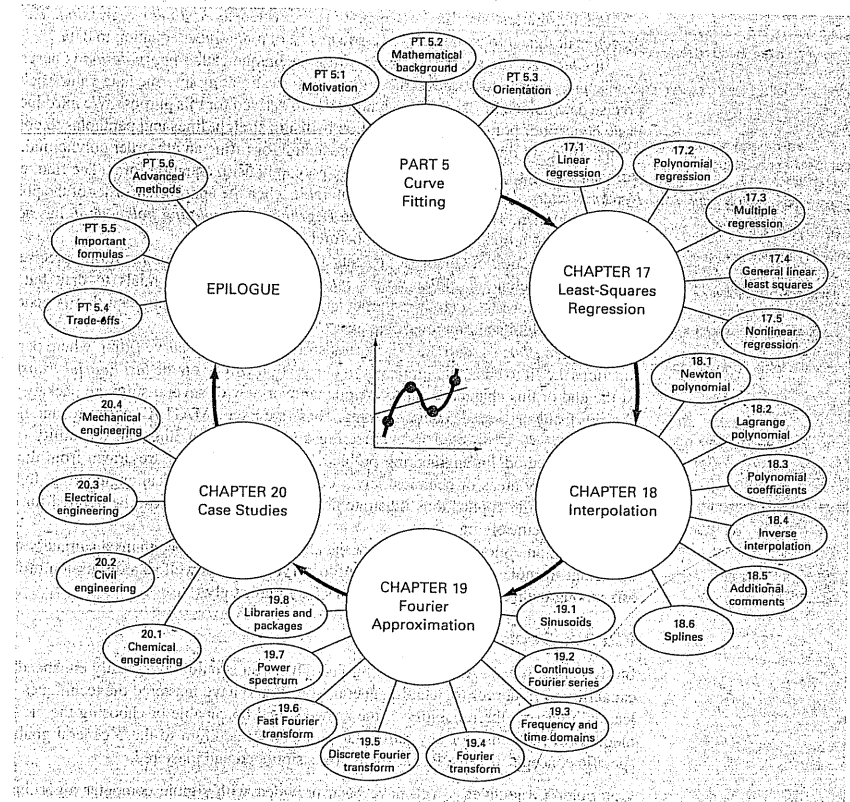 PT 5.1
Motivation
PT 5.2
Mathematical
background
PT 5.3
Orientation
PART 5
Curve
Fitting
17.1
Linear
regression
17.2
Polynomial
regression
17.3
Multiple
regression
17.4
General linear
least squares
17.5
Nonlinear
regression
CHAPTER 17
Least-Squares
Regression
18.1
Newton
polynomial
18.2
Lagrange
polynomial
18.3
Polynomial
coefficients
18.4
Inverse
interpolation
18.5
Additional
comments
18.6
Splines
CHAPTER 18
Interpolation
CHAPTER 19
Fourier
Approximation
19.1
Sinusoids
19.2
Continuous
Fourier series
19.3
Frequency and
time domains
19.4
Fourier
transform
19.5
Discrete Fourier
transform
19.6
Fast Fourier
transform
19.7
Power
spectrum
19.8
Libraries and
packages
CHAPTER 20
Case Studies
20.1
Chemical
engineering
20.2
Civil
engineering
20.3
Electrical
engineering
20.4
Mechanical
engineering
EPILOGUE
PT 5.4
Trade-offs
PT 5.5
Important
formulas
PT 5.6
Advanced
methods